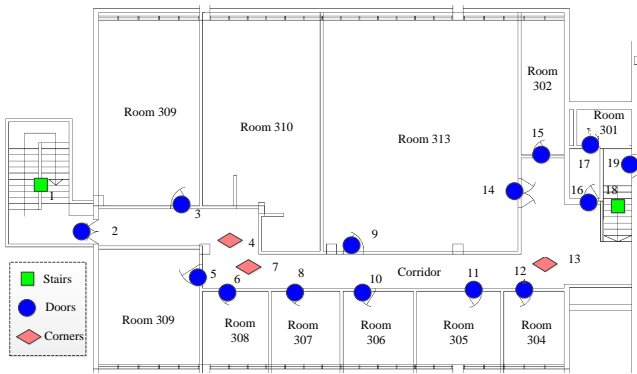 Room 309
Room 310
Room 313
Room
302
Room
301
15
17
19
14
16
18
1
3
2
4
9
7
13
5
6
8
10
11
12
Corridor
Stairs
Doors
Corners
Room 309
Room
308
Room
307
Room
306
Room
305
Room
304